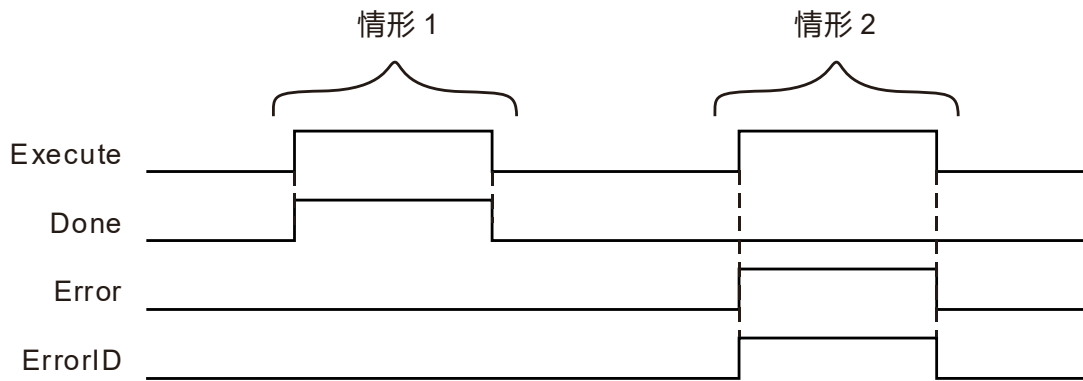 情形 1 情形 2
Execute
Done
Error
ErrorID